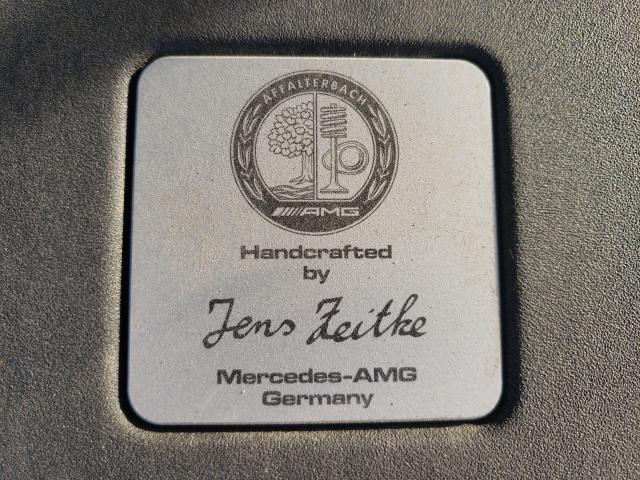 AFFALTERBACH
AMG
Handcrafted
by
Jens Zeitke
Mercedes-AMG
Germany